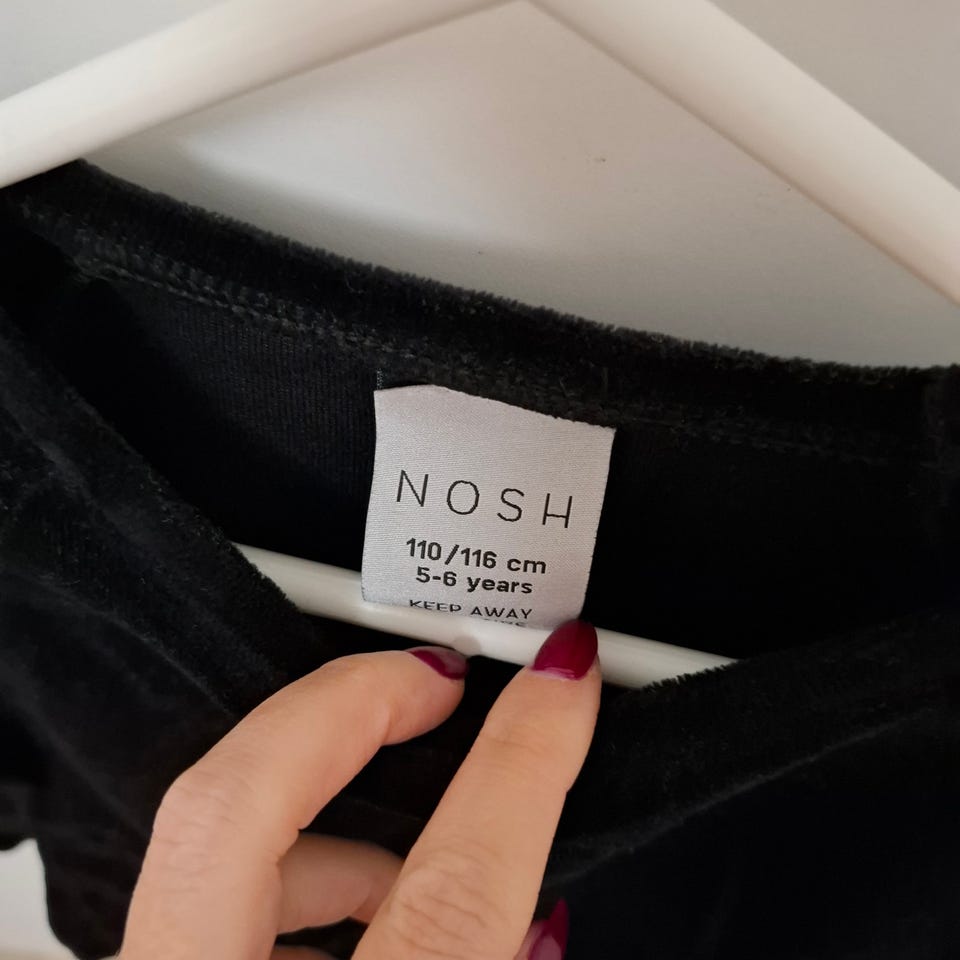 NOSH
110/116 cm
5-6 years
KEEP AWAY